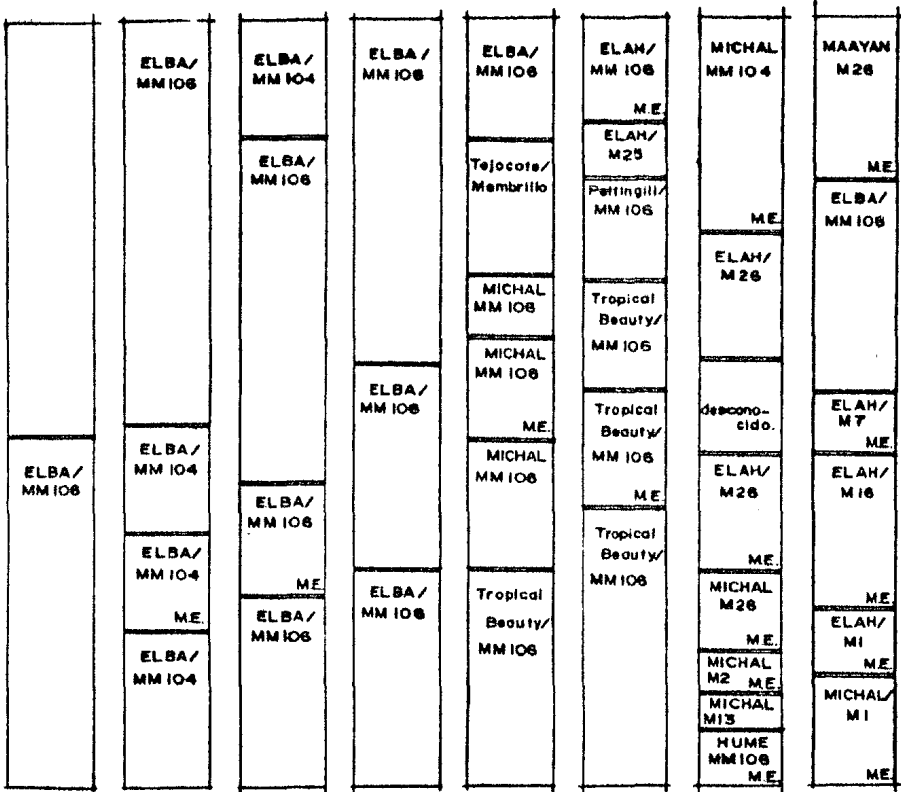 ELBA/
MM106
ELBA/
MM106
ELBA/
MM104
ELBA/
MM104
M.E.
ELBA/
MM104
ELBA/
MM104
ELBA/
MM106
ELBA/
MM106
M.E.
ELBA/
MM106
ELBA/
MM106
ELBA/
MM106
ELBA/
MM106
ELBA/
MM106
Tejocote/
Membrillo
MICHAL
MM106
MICHAL
MM106
M.E.
MICHAL
MM106
Tropical
Beauty/
MM106
ELAH/
MM106
M.E.
ELAH/
M25
Pettingill/
MM106
Tropical
Beauty/
MM106
Tropical
Beauty/
MM106
M.E.
Tropical
Beauty/
MM106
MICHAL
MM104
M.E.
ELAH/
M26
descono-
cido.
ELAH/
M26
M.E.
MICHAL
M26
M.E.
MICHAL
M2 M.E.
MICHAL
M13
HUME
MM106
M.E.
MAAYAN
M26
M.E.
ELBA/
MM106
ELAH/
M7
M.E.
ELAH/
M16
M.E.
ELAH/
M1
M.E.
MICHAL/
M1
M.E.